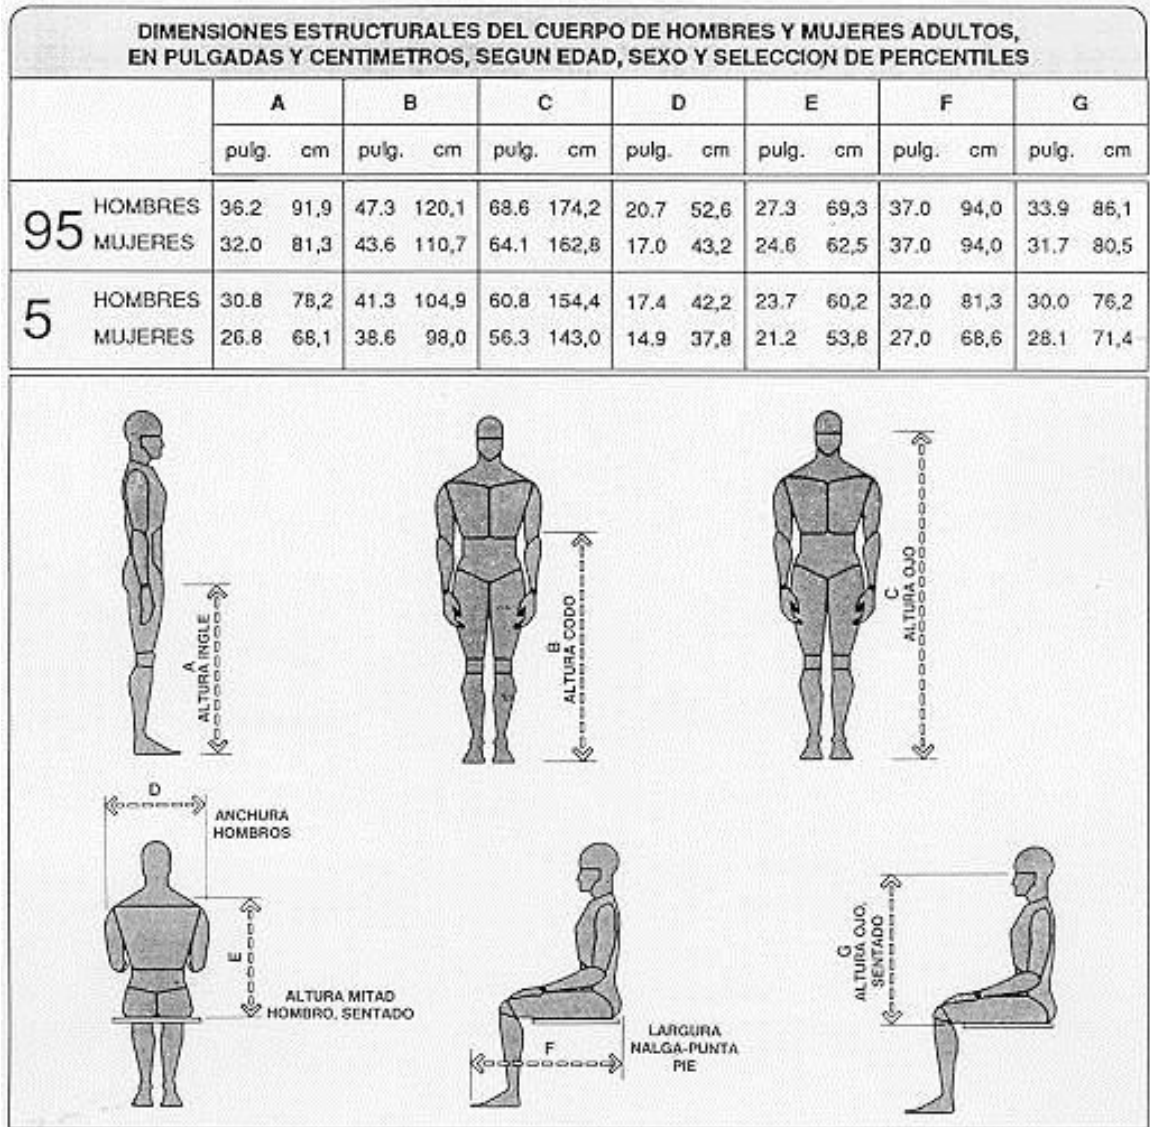 DIMENSIONES ESTRUCTURALES DEL CUERPO DE HOMBRES Y MUJERES ADULTOS,
EN PULGADAS Y CENTIMETROS, SEGUN EDAD, SEXO Y SELECCION DE PERCENTILES
A B C D E F G
pulg. cm pulg. cm pulg. cm pulg. cm pulg. cm pulg. cm pulg. cm
95
HOMBRES 36.2 91,9 47.3 120,1 68.6 174,2 20.7 52,6 27.3 69,3 37.0 94,0 33.9 86,1
MUJERES 32.0 81,3 43.6 110,7 64.1 162,8 17.0 43,2 24.6 62,5 37.0 94,0 31.7 80,5
5
HOMBRES 30.8 78,2 41.3 104,9 60.8 154,4 17.4 42,2 23.7 60,2 32.0 81,3 30.0 76,2
MUJERES 26.8 68,1 38.6 98,0 56.3 143,0 14.9 37,8 21.2 53,8 27,0 68,6 28.1 71,4
A
ALTURA INGLE
B
ALTURA CODO
C
ALTURA OJO
D
ANCHURA
HOMBROS
E
ALTURA MITAD
HOMBRO, SENTADO
F
LARGURA
NALGA-PUNTA
PIE
G
ALTURA OJO,
SENTADO